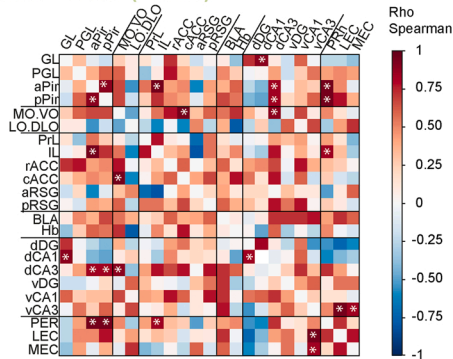 GL PGL aPir pPir MO.VO LO.DLO PrL IL rACC cACC aRSG pRSG BLA Hb dDG dCA1 dCA3 vDG vCA1 vCA3 LEC MEC
Rho
Spearman
GL
PGL
aPir
pPir
MO.VO
LO.DLO
PrL
IL
rACC
cACC
aRSG
pRSG
BLA
Hb
dDG
dCA1
dCA3
vDG
vCA1
vCA3
PER
LEC
MEC
1
0.75
0.50
0.25
0
-0.25
-0.50
-0.75
-1